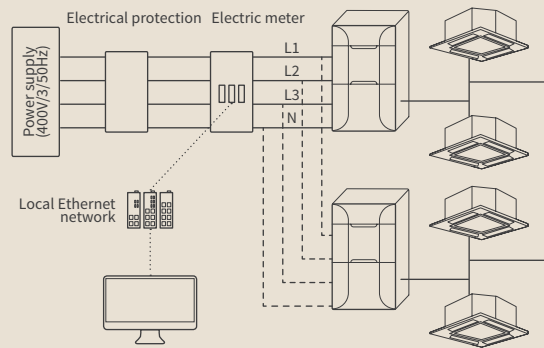 Electrical protection
Electric meter
Power supply
(400V/3/50Hz)
L1
L2
L3
N
Local Ethernet
network